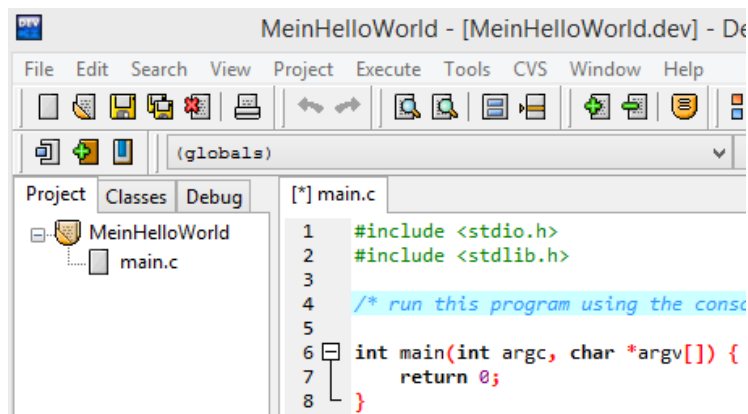 DEV
MeinHelloWorld - [MeinHelloWorld.dev] - De
File Edit Search View Project Execute Tools CVS Window Help
(globals)
Project Classes Debug
[*] main.c
MeinHelloWorld
main.c
1 #include <stdio.h>
2 #include <stdlib.h>
3
4 /* run this program using the conso
5
6 int main(int argc, char *argv[]) {
7 return 0;
8 }